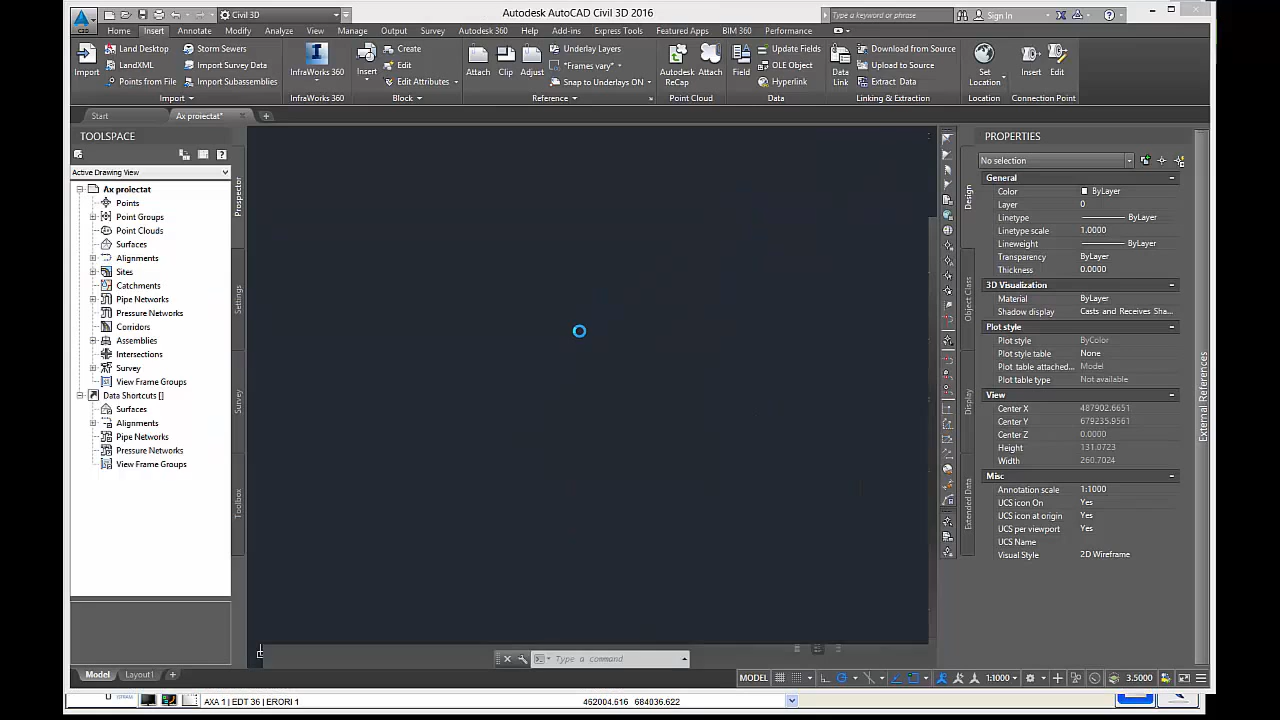 Civil 3D
Autodesk AutoCAD Civil 3D 2016
Type a keyword or phrase
Sign In
Home Insert Annotate Modify Analyze View Manage Output Survey Autodesk 360 Help Add-ins Express Tools Featured Apps BIM 360 Performance
Land Desktop
LandXML
Points from File
Import
Storm Sewers
Import Survey Data
Import Subassemblies
Import
InfraWorks 360
InfraWorks 360
Insert
Create
Edit
Edit Attributes
Block
Attach
Clip
Adjust
Underlay Layers
*Frames vary*
Snap to Underlays ON
Reference
Autodesk ReCap
Attach
Point Cloud
Field
Update Fields
OLE Object
Hyperlink
Data
Data Link
Download from Source
Upload to Source
Extract Data
Linking & Extraction
Set Location
Location
Insert
Edit
Connection Point
Start
Ax proiectat*
TOOLSPACE
Active Drawing View
Ax proiectat
Points
Point Groups
Point Clouds
Surfaces
Alignments
Sites
Catchments
Pipe Networks
Pressure Networks
Corridors
Assemblies
Intersections
Survey
View Frame Groups
Data Shortcuts []
Surfaces
Alignments
Pipe Networks
Pressure Networks
View Frame Groups
Prospector
Settings
Survey
Toolbox
PROPERTIES
No selection
General
Color ByLayer
Layer 0
Linetype ByLayer
Linetype scale 1.0000
Lineweight ByLayer
Transparency ByLayer
Thickness 0.0000
3D Visualization
Material ByLayer
Shadow display Casts and Receives Sha...
Plot style
Plot style ByColor
Plot style table None
Plot table attached... Model
Plot table type Not available
View
Center X 487902.6651
Center Y 679235.9561
Center Z 0.0000
Height 131.0723
Width 260.7024
Misc
Annotation scale 1:1000
UCS icon On Yes
UCS icon at origin Yes
UCS per viewport Yes
UCS Name
Visual Style 2D Wireframe
Design
Object Class
Display
Extended Data
External References
Type a command
Model Layout1
MODEL 1:1000 3.5000
AXA 1 | EDT 36 | ERORI 1
462004.616 684036.622